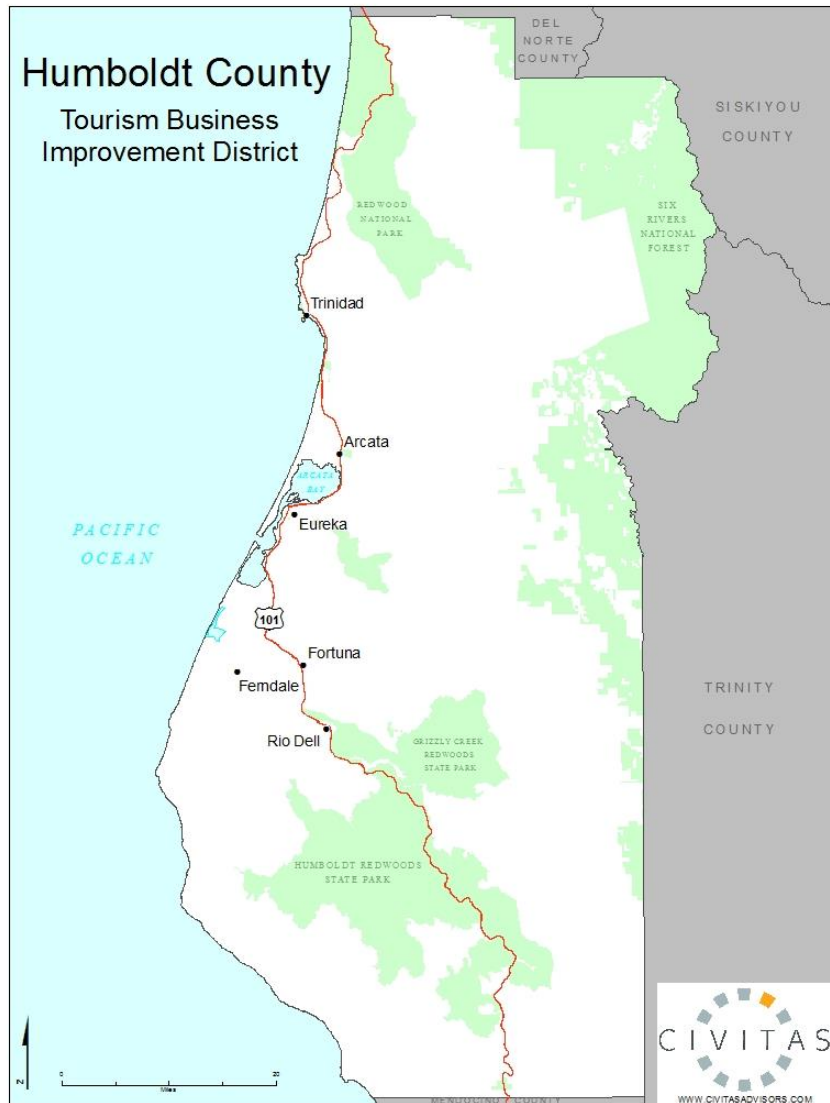 Humboldt County
Tourism Business
Improvement District
DEL
NORTE
COUNTY
SISKIYOU
COUNTY
REDWOOD
NATIONAL
PARK
SIX
RIVERS
NATIONAL
FOREST
Trinidad
Arcata
ARCATA
BAY
Eureka
PACIFIC
OCEAN
101
Fortuna
Ferndale
TRINITY
COUNTY
Rio Dell
GRIZZLY CREEK
REDWOODS
STATE PARK
HUMBOLDT REDWOODS
STATE PARK
CIVITAS
N
0 20
Miles
MENDOCINO COUNTY
WWW.CIVITASADVISORS.COM